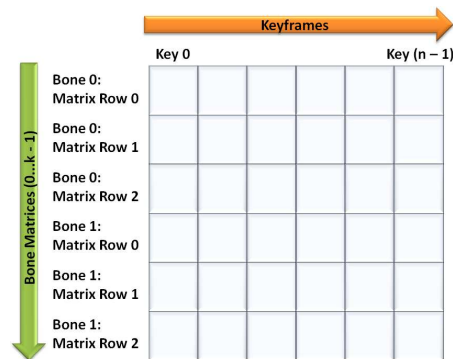 Keyframes
Key 0
Key (n – 1)
Bone Matrices (0...k - 1)
Bone 0:
Matrix Row 0
Bone 0:
Matrix Row 1
Bone 0:
Matrix Row 2
Bone 1:
Matrix Row 0
Bone 1:
Matrix Row 1
Bone 1:
Matrix Row 2